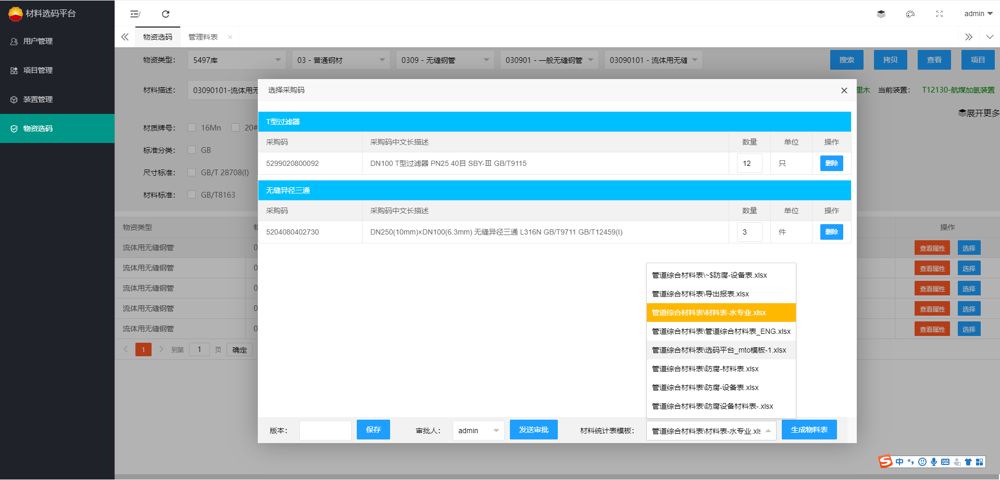 材料选码平台
admin
用户管理
项目管理
装置管理
物资选码
物资选码
管理料表
物资类型：
5497库
03 - 普通钢材
0309 - 无缝钢管
030901 - 一般无缝钢管
03090101 - 流体用无缝
搜索
拷贝
查看
项目
材料描述：
03090101-流体用无
里木
当前装置：
T12130-航煤加氢装置
展开更多
材质牌号：
16Mn
20#
标准分类：
GB
尺寸标准：
GB/T 28708(I)
材料标准：
GB/T8163
物资类型
操作
流体用无缝钢管
0
查看属性
选择
流体用无缝钢管
0
查看属性
选择
流体用无缝钢管
0
查看属性
选择
流体用无缝钢管
0
查看属性
选择
流体用无缝钢管
0
查看属性
选择
1
到第
1
页
确定
选择采购码
T型过滤器
采购码
采购码中文长描述
数量
单位
操作
5299020800092
DN100 T型过滤器 PN25 40目 SBY-Ⅲ GB/T9115
12
只
删除
无缝异径三通
采购码
采购码中文长描述
数量
单位
操作
5204080402730
DN250(10mm)×DN100(6.3mm) 无缝异径三通 L316N GB/T9711 GB/T12459(I)
3
件
删除
管道综合材料表\~$防腐-设备表.xlsx
管道综合材料表\导出报表.xlsx
管道综合材料表\材料表-水专业.xlsx
管道综合材料表\管道综合材料表_ENG.xlsx
管道综合材料表\选码平台_mto模板-1.xlsx
管道综合材料表\防腐-材料表.xlsx
管道综合材料表\防腐-设备表.xlsx
管道综合材料表\防腐设备材料表-.xlsx
版本：
保存
审批人：
admin
发送审批
材料统计表模板：
管道综合材料表\材料表-水专业.xls
生成物料表
中